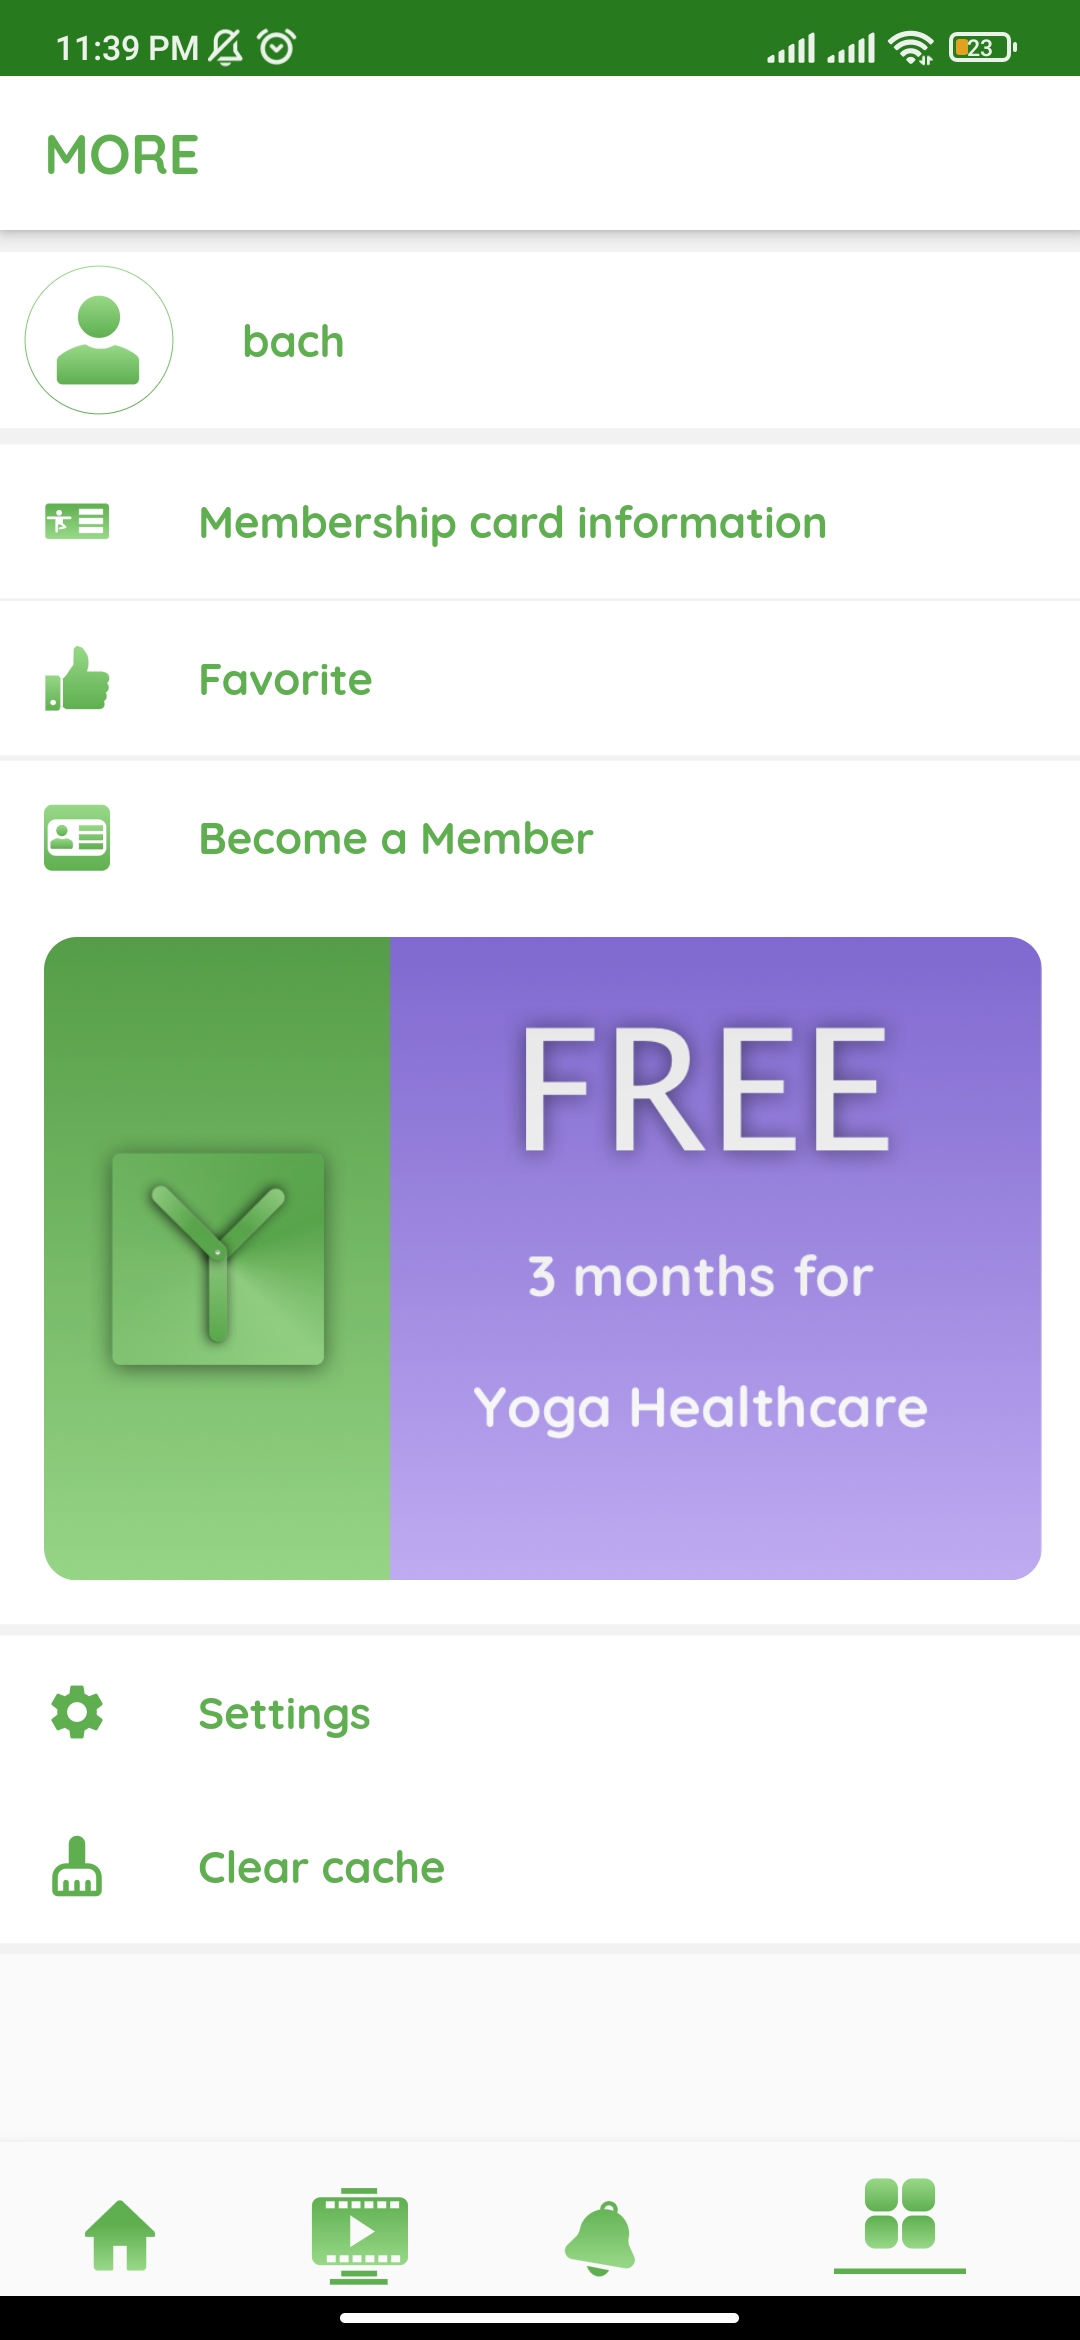 11:39 PM 23
MORE
bach
Membership card information
Favorite
Become a Member
Y
FREE
3 months for
Yoga Healthcare
Settings
Clear cache